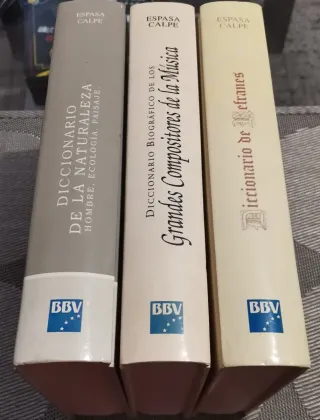 ESPASA
CALPE
DICCIONARIO
DE LA NATURALEZA
HOMBRE, ECOLOGÍA, PAISAJE.
BBV
ESPASA
CALPE
DICCIONARIO BIOGRÁFICO DE LOS
Grandes Compositores de la Música
BBV
ESPASA
CALPE
Diccionario de Refranes
BBV